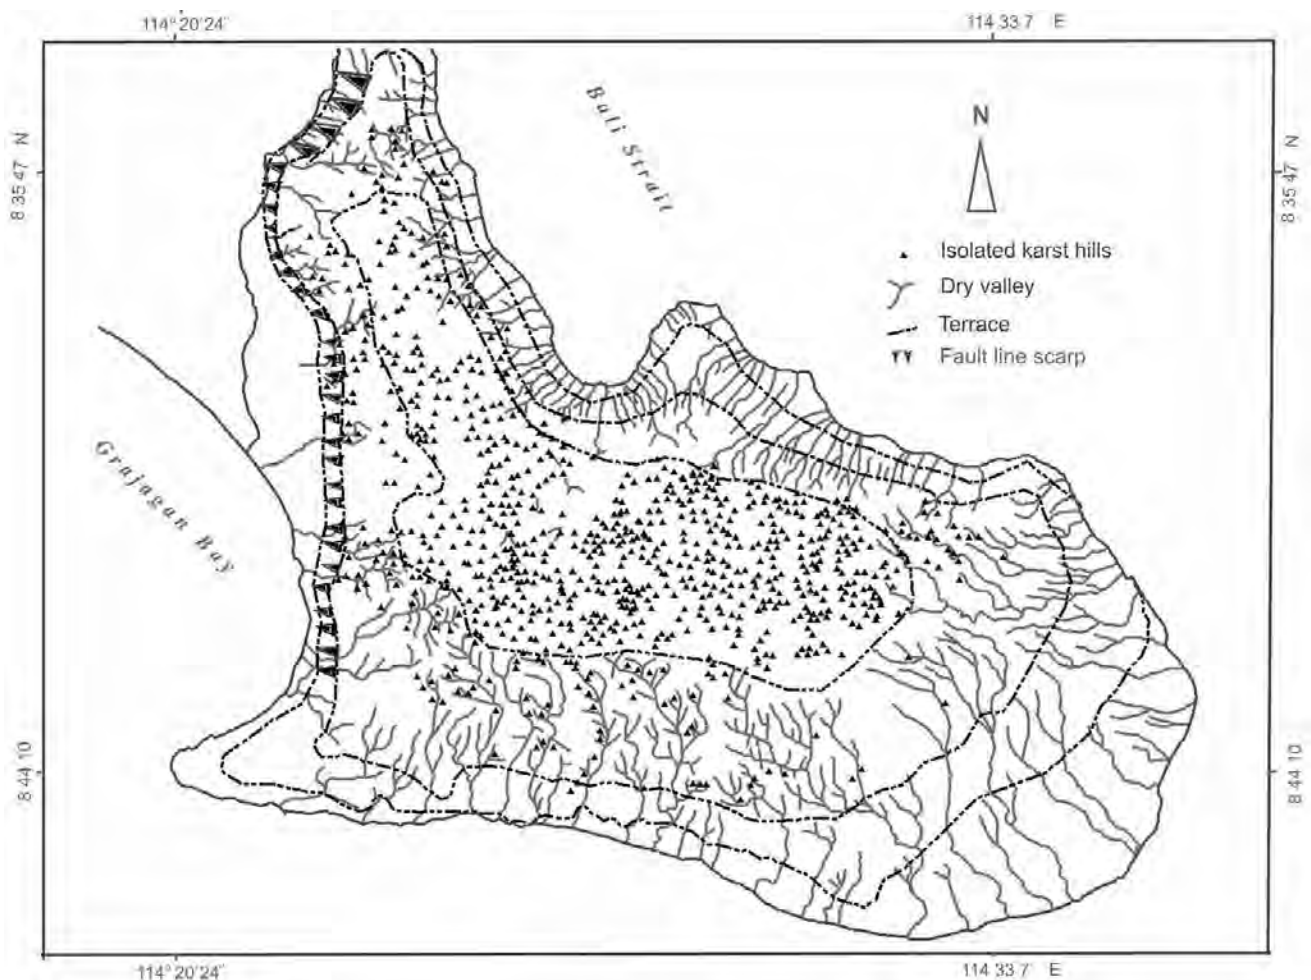 114° 20'24"
114 33.7 E
Bali Strait
N
8 35 47 N
8 35 47 N
Isolated karst hills
Dry valley
Terrace
Fault line scarp
Grajagan Bay
8 44 10
8 44 10
114° 20'24"
114 33.7 E